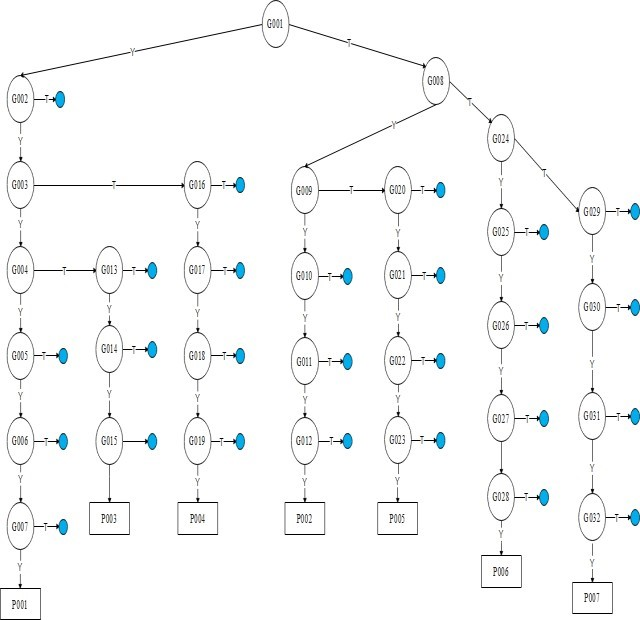 G001
Y T
G008
G002 T
T
Y
G024
Y
T
G003 T G016 T
G009 T G020 T
Y
G029 T
Y Y
Y Y
G025 T
G004 T G013 T G017 T
G010 T G021 T
Y
Y
G030 T
Y Y Y
Y Y
G026 T
G005 T G014 T G018 T
G011 T G022 T
Y
Y
Y Y Y
Y Y
G027 T
G031 T
G006 T G015 G019 T
G012 T G023 T
Y
Y
Y
Y
Y Y
G028 T
G007 T
P003 P004 P002 P005
G032 T
Y
Y
Y
P006
P001
P007